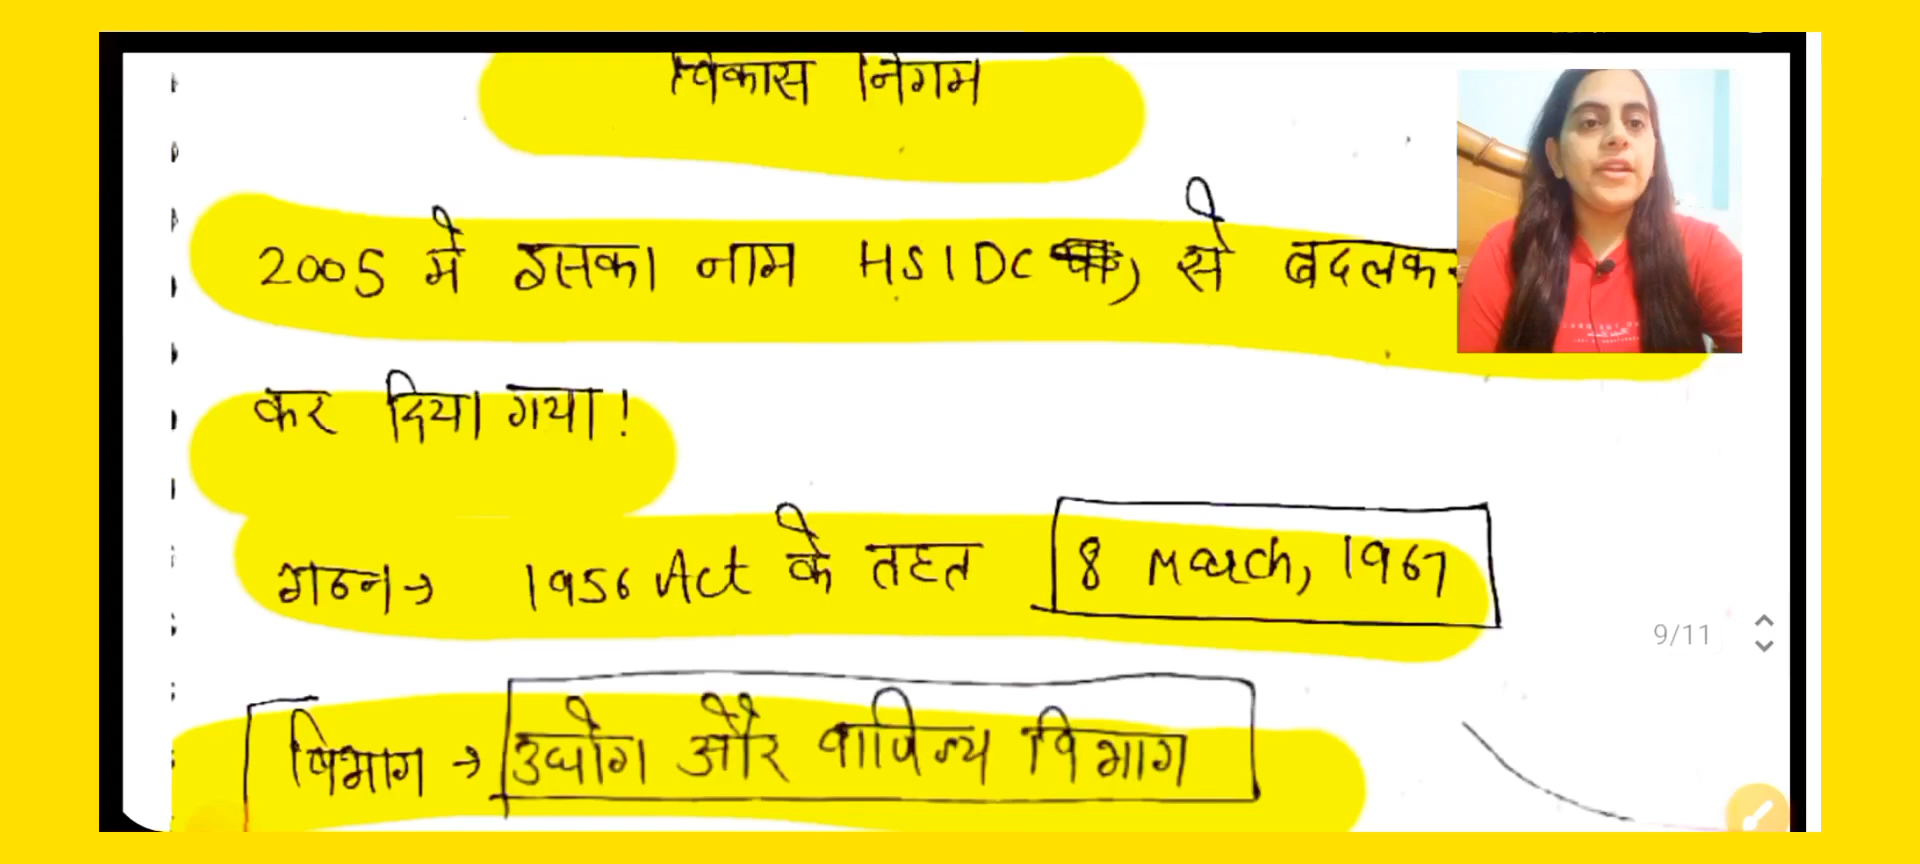 विकास निगम
2005 में इसका नाम HSIDC से बदलकर
कर दिया गया!
गठन → 1956 Act के तहत 8 March, 1967
9/11
विभाग → उद्योग और वाणिज्य विभाग